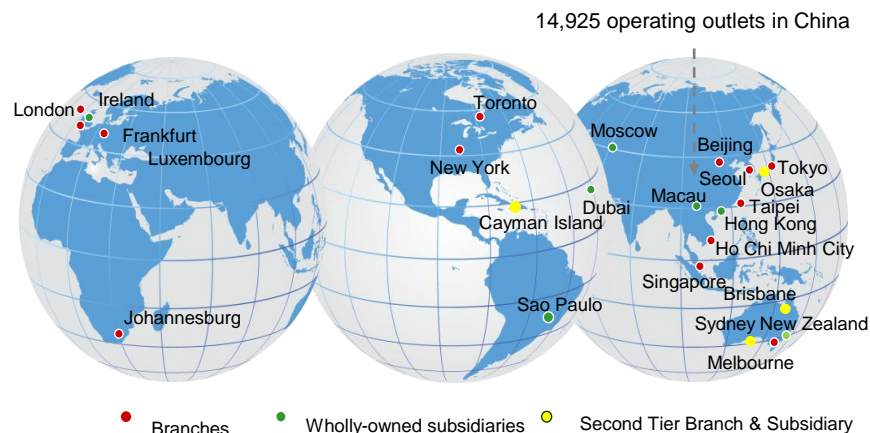 14,925 operating outlets in China
London
Ireland
Frankfurt
Luxembourg
Johannesburg
Toronto
New York
Cayman Island
Sao Paulo
Moscow
Dubai
Beijing
Seoul
Tokyo
Osaka
Macau
Taipei
Hong Kong
Ho Chi Minh City
Singapore
Brisbane
Sydney New Zealand
Melbourne
Branches
Wholly-owned subsidiaries
Second Tier Branch & Subsidiary